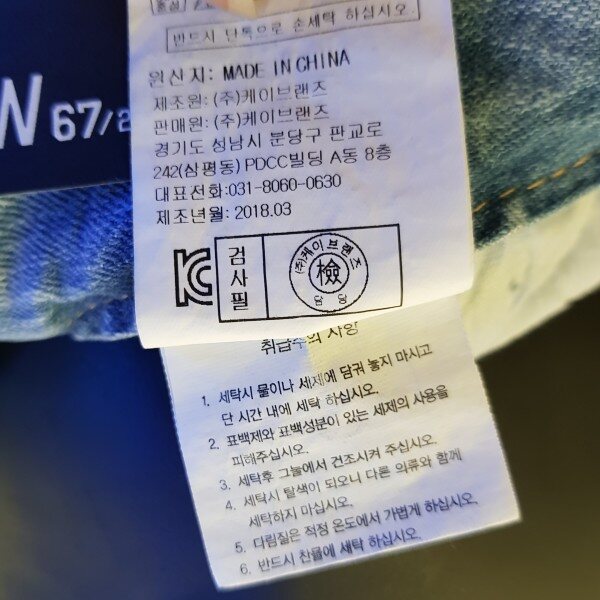 반드시 단독으로 손세탁 하십시오.
원산지: MADE IN CHINA
제조원: (주)케이브랜즈
판매원: (주)케이브랜즈
경기도 성남시 분당구 판교로
242(삼평동) PDCC빌딩 A동 8층
대표전화:031-8060-0630
제조년월: 2018.03
N 67/2
KC
검사필
(주)케이브랜즈
檢
담당
취급주의 사항
1. 세탁시 물이나 세제에 담궈 놓지 마시고
단 시간 내에 세탁 하십시오.
2. 표백제와 표백성분이 있는 세제의 사용을
피해주십시오.
3. 세탁후 그늘에서 건조시켜 주십시오.
4. 세탁시 탈색이 되오니 다른 의류와 함께
세탁하지 마십시오.
5. 다림질은 적정 온도에서 가볍게 하십시오.
6. 반드시 찬물에 세탁 하십시오.